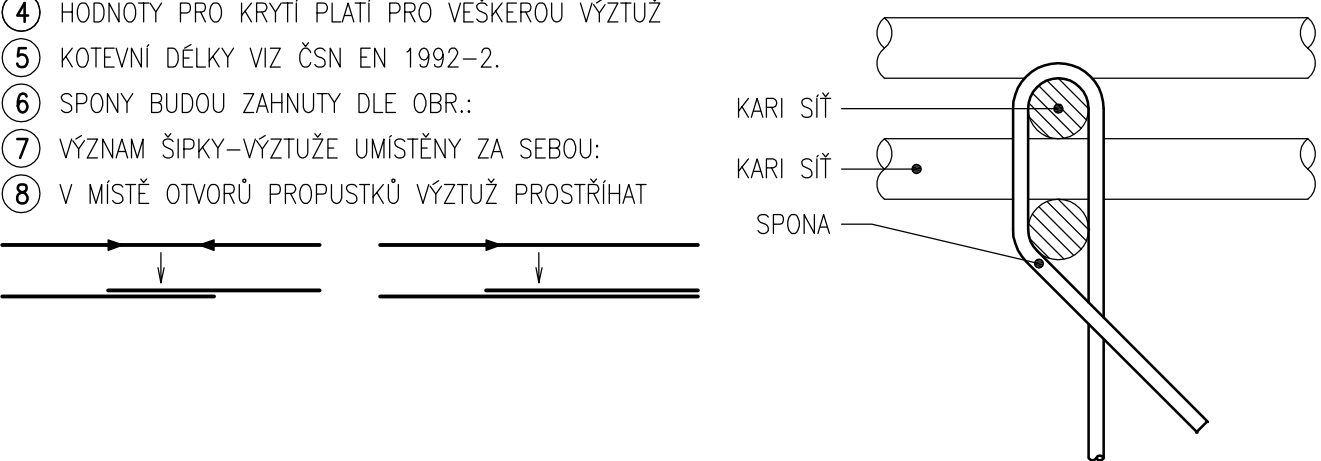 4 HODNOTY PRO KRYTÍ PLATÍ PRO VEŠKEROU VÝZTUŽ
5 KOTEVNÍ DÉLKY VIZ ČSN EN 1992-2.
6 SPONY BUDOU ZAHNUTY DLE OBR.:
7 VÝZNAM ŠIPKY-VÝZTUŽE UMÍSTĚNY ZA SEBOU:
8 V MÍSTĚ OTVORŮ PROPUSTKŮ VÝZTUŽ PROSTŘÍHAT
KARI SÍŤ
KARI SÍŤ
SPONA